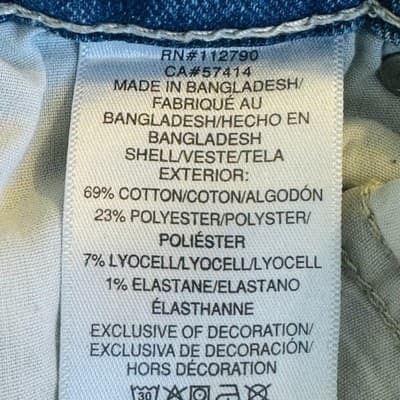 RN#112790
CA#57414
MADE IN BANGLADESH/
FABRIQUÉ AU
BANGLADESH/HECHO EN
BANGLADESH
SHELL/VESTE/TELA
EXTERIOR:
69% COTTON/COTON/ALGODÓN
23% POLYESTER/POLYSTER/
POLIÉSTER
7% LYOCELL/LYOCELL/LYOCELL
1% ELASTANE/ELASTANO
ÉLASTHANNE
EXCLUSIVE OF DECORATION/
EXCLUSIVA DE DECORACIÓN/
HORS DÉCORATION
30